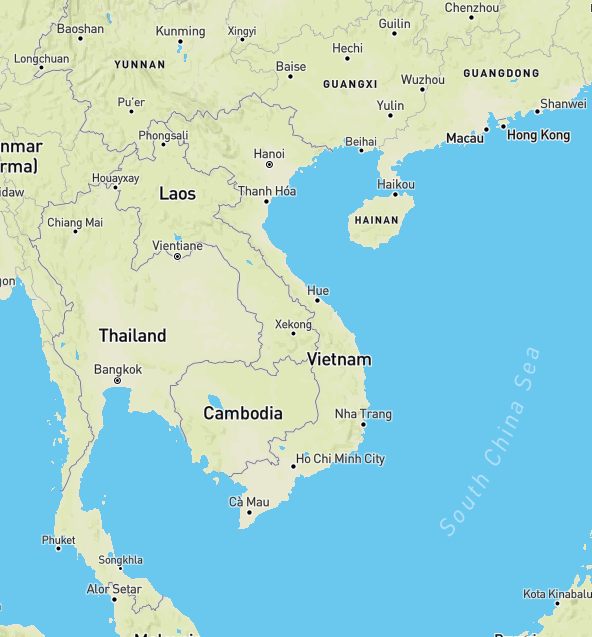 Chenzhou
Guilin
Baoshan
Kunming
Xingyi
Hechi
Longchuan
YUNNAN
Baise
GUANGXI
GUANGDONG
Wuzhou
Pu'er
Yulin
Shanwei
Phongsali
Macau
Hong Kong
nmar
rma)
Hanoi
Beihai
Houayxay
Laos
Thanh Hóa
Haikou
idaw
Chiang Mai
HAINAN
Vientiane
gon
Hue
Xekong
Thailand
Vietnam
Bangkok
Cambodia
Nha Trang
South China Sea
Ho Chi Minh City
Cà Mau
Phuket
Songkhla
Alor Setar
Kota Kinabalu